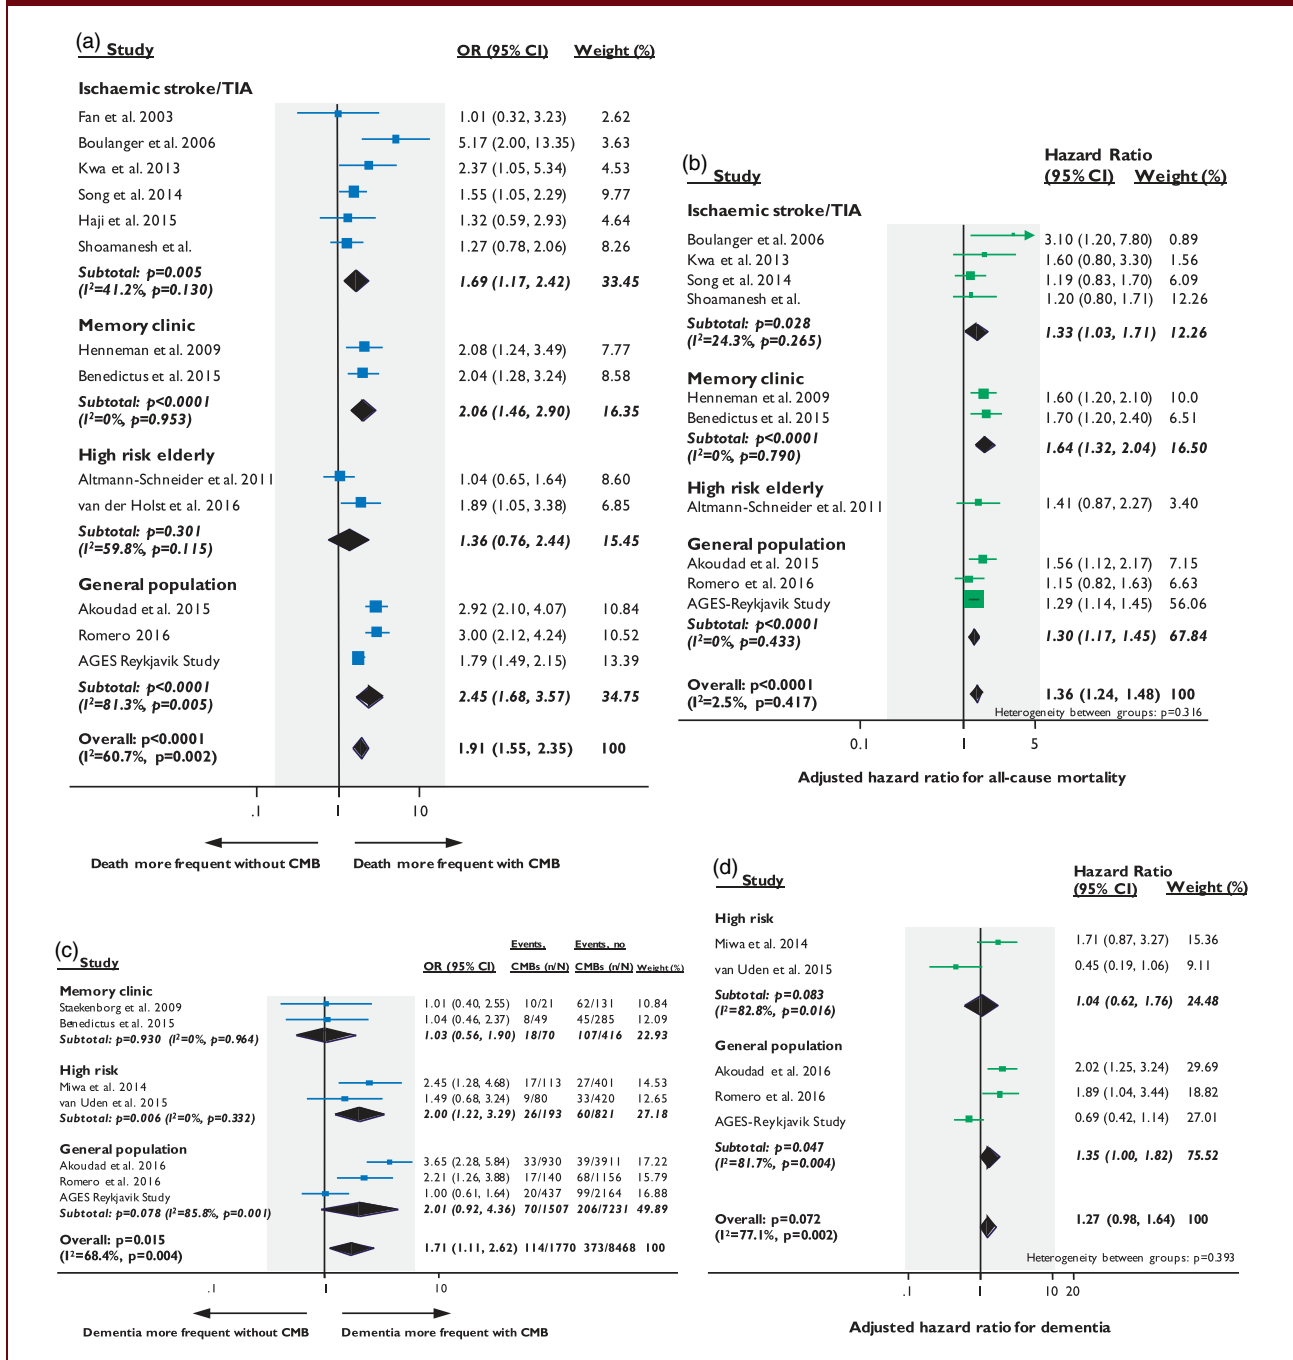 (a) Study OR (95% CI) Weight (%)
Ischaemic stroke/TIA
Fan et al. 2003 1.01 (0.32, 3.23) 2.62
Boulanger et al. 2006 5.17 (2.00, 13.35) 3.63
Kwa et al. 2013 2.37 (1.05, 5.34) 4.53
Song et al. 2014 1.55 (1.05, 2.29) 9.77
Haji et al. 2015 1.32 (0.59, 2.93) 4.64
Shoamanesh et al. 1.27 (0.78, 2.06) 8.26
Subtotal: p=0.005
(I²=41.2%, p=0.130) 1.69 (1.17, 2.42) 33.45
Memory clinic
Henneman et al. 2009 2.08 (1.24, 3.49) 7.77
Benedictus et al. 2015 2.04 (1.28, 3.24) 8.58
Subtotal: p<0.0001
(I²=0%, p=0.953) 2.06 (1.46, 2.90) 16.35
High risk elderly
Altmann-Schneider et al. 2011 1.04 (0.65, 1.64) 8.60
van der Holst et al. 2016 1.89 (1.05, 3.38) 6.85
Subtotal: p=0.301
(I²=59.8%, p=0.115) 1.36 (0.76, 2.44) 15.45
General population
Akoudad et al. 2015 2.92 (2.10, 4.07) 10.84
Romero 2016 3.00 (2.12, 4.24) 10.52
AGES Reykjavik Study 1.79 (1.49, 2.15) 13.39
Subtotal: p<0.0001
(I²=81.3%, p=0.005) 2.45 (1.68, 3.57) 34.75
Overall: p<0.0001
(I²=60.7%, p=0.002) 1.91 (1.55, 2.35) 100
.1 1 10
Death more frequent without CMB Death more frequent with CMB
(b) Study Hazard Ratio
(95% CI) Weight (%)
Ischaemic stroke/TIA
Boulanger et al. 2006 3.10 (1.20, 7.80) 0.89
Kwa et al. 2013 1.60 (0.80, 3.30) 1.56
Song et al. 2014 1.19 (0.83, 1.70) 6.09
Shoamanesh et al. 1.20 (0.80, 1.71) 12.26
Subtotal: p=0.028
(I²=24.3%, p=0.265) 1.33 (1.03, 1.71) 12.26
Memory clinic
Henneman et al. 2009 1.60 (1.20, 2.10) 10.0
Benedictus et al. 2015 1.70 (1.20, 2.40) 6.51
Subtotal: p<0.0001
(I²=0%, p=0.790) 1.64 (1.32, 2.04) 16.50
High risk elderly
Altmann-Schneider et al. 2011 1.41 (0.87, 2.27) 3.40
General population
Akoudad et al. 2015 1.56 (1.12, 2.17) 7.15
Romero et al. 2016 1.15 (0.82, 1.63) 6.63
AGES-Reykjavik Study 1.29 (1.14, 1.45) 56.06
Subtotal: p<0.0001
(I²=0%, p=0.433) 1.30 (1.17, 1.45) 67.84
Overall: p<0.0001
(I²=2.5%, p=0.417) 1.36 (1.24, 1.48) 100
Heterogeneity between groups: p=0.316
0.1 1 5
Adjusted hazard ratio for all-cause mortality
(c) Study OR (95% CI) Events, CMBs (n/N) Events, no CMBs (n/N) Weight (%)
Memory clinic
Staekenborg et al. 2009 1.01 (0.40, 2.55) 10/21 62/131 10.84
Benedictus et al. 2015 1.04 (0.46, 2.37) 8/49 45/285 12.09
Subtotal: p=0.930 (I²=0%, p=0.964) 1.03 (0.56, 1.90) 18/70 107/416 22.93
High risk
Miwa et al. 2014 2.45 (1.28, 4.68) 17/113 27/401 14.53
van Uden et al. 2015 1.49 (0.68, 3.24) 9/80 33/420 12.65
Subtotal: p=0.006 (I²=0%, p=0.332) 2.00 (1.22, 3.29) 26/193 60/821 27.18
General population
Akoudad et al. 2016 3.65 (2.28, 5.84) 33/930 39/3911 17.22
Romero et al. 2016 2.21 (1.26, 3.88) 17/140 68/1156 15.79
AGES Reykjavik Study 1.00 (0.61, 1.64) 20/437 99/2164 16.88
Subtotal: p=0.078 (I²=85.8%, p=0.001) 2.01 (0.92, 4.36) 70/1507 206/7231 49.89
Overall: p=0.015
(I²=68.4%, p=0.004) 1.71 (1.11, 2.62) 114/1770 373/8468 100
.1 1 10
Dementia more frequent without CMB Dementia more frequent with CMB
(d) Study Hazard Ratio
(95% CI) Weight (%)
High risk
Miwa et al. 2014 1.71 (0.87, 3.27) 15.36
van Uden et al. 2015 0.45 (0.19, 1.06) 9.11
Subtotal: p=0.083
(I²=82.8%, p=0.016) 1.04 (0.62, 1.76) 24.48
General population
Akoudad et al. 2016 2.02 (1.25, 3.24) 29.69
Romero et al. 2016 1.89 (1.04, 3.44) 18.82
AGES-Reykjavik Study 0.69 (0.42, 1.14) 27.01
Subtotal: p=0.047
(I²=81.7%, p=0.004) 1.35 (1.00, 1.82) 75.52
Overall: p=0.072
(I²=77.1%, p=0.002) 1.27 (0.98, 1.64) 100
Heterogeneity between groups: p=0.393
.1 1 10 20
Adjusted hazard ratio for dementia